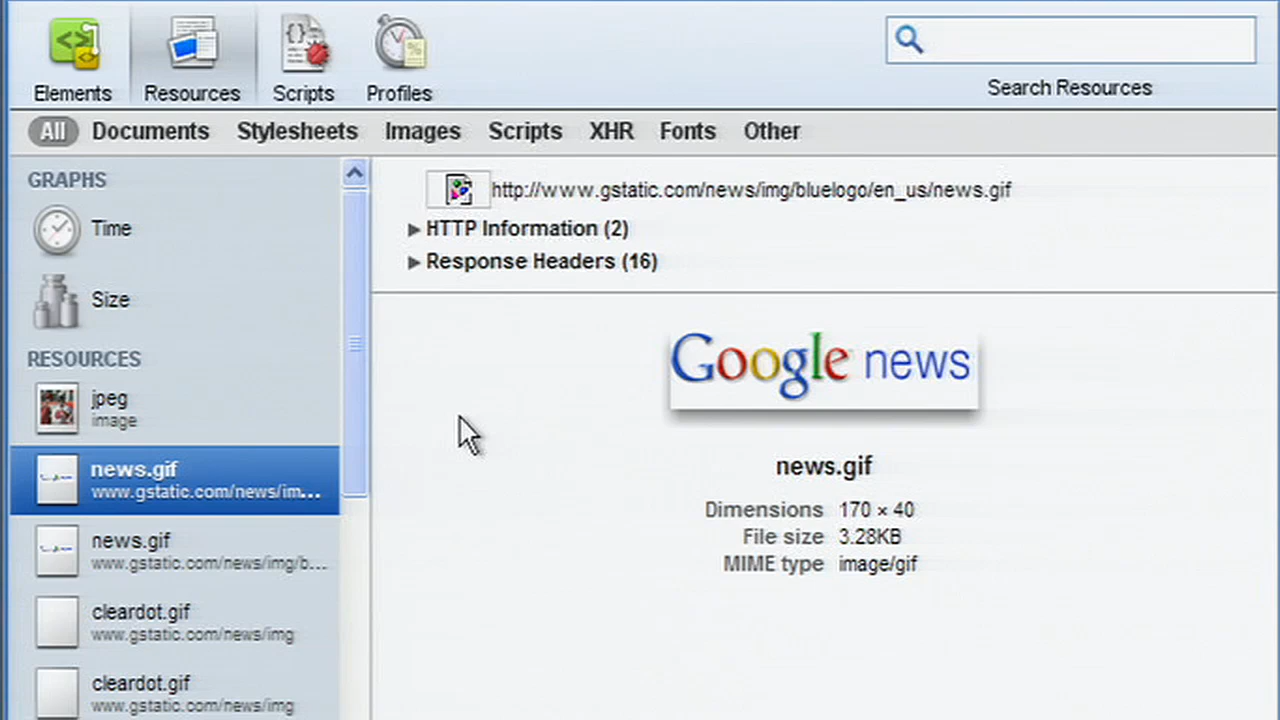 Elements
Resources
Scripts
Profiles
Search Resources
All Documents Stylesheets Images Scripts XHR Fonts Other
GRAPHS
Time
Size
RESOURCES
jpeg
image
news.gif
www.gstatic.com/news/im...
news.gif
www.gstatic.com/news/img/b...
cleardot.gif
www.gstatic.com/news/img
cleardot.gif
www.gstatic.com/news/img
http://www.gstatic.com/news/img/bluelogo/en_us/news.gif
HTTP Information (2)
Response Headers (16)
Google news
news.gif
Dimensions 170 × 40
File size 3.28KB
MIME type image/gif